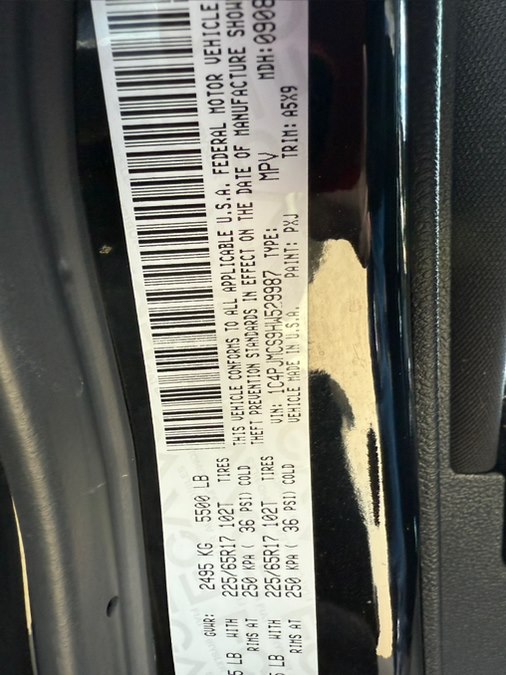 GVWR: 2495 KG 5500 LB
5 LB WITH 225/65R17 102T TIRES
RIMS AT 250 KPA ( 36 PSI) COLD
5 LB WITH 225/65R17 102T TIRES
RIMS AT 250 KPA ( 36 PSI) COLD
THIS VEHICLE CONFORMS TO ALL APPLICABLE U.S.A. FEDERAL MOTOR VEHICLE
THEFT PREVENTION STANDARDS IN EFFECT ON THE DATE OF MANUFACTURE SHOW
VIN: 1C4PJMCS9HW529987 TYPE: MPV MDH: 0908
VEHICLE MADE IN U.S.A. PAINT: PXJ TRIM: A5X9